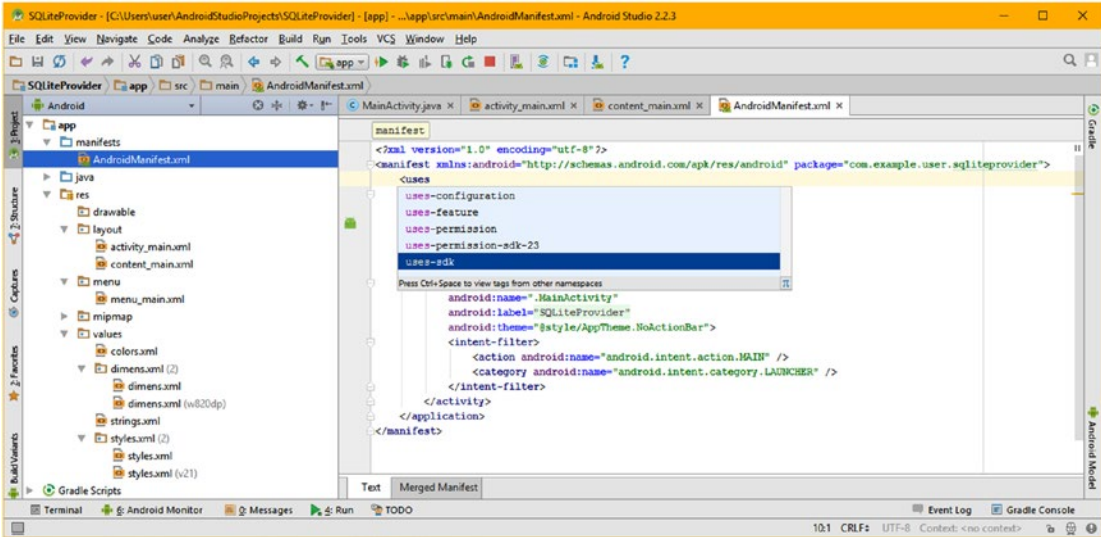 SQLiteProvider - [C:\Users\user\AndroidStudioProjects\SQLiteProvider] - [app] - ...\app\src\main\AndroidManifest.xml - Android Studio 2.2.3
File Edit View Navigate Code Analyze Refactor Build Run Tools VCS Window Help
app
SQLiteProvider app src main AndroidManifest.xml
Android
MainActivity.java × activity_main.xml × content_main.xml × AndroidManifest.xml ×
1: Project
7: Structure
Captures
2: Favorites
Build Variants
app
manifests
AndroidManifest.xml
java
res
drawable
layout
activity_main.xml
content_main.xml
menu
menu_main.xml
mipmap
values
colors.xml
dimens.xml (2)
dimens.xml
dimens.xml (w820dp)
strings.xml
styles.xml (2)
styles.xml
styles.xml (v21)
Gradle Scripts
manifest
<?xml version="1.0" encoding="utf-8"?>
<manifest xmlns:android="http://schemas.android.com/apk/res/android" package="com.example.user.sqliteprovider">
<uses
uses-configuration
uses-feature
uses-permission
uses-permission-sdk-23
uses-sdk
Press Ctrl+Space to view tags from other namespaces π
android:name=".MainActivity"
android:label="SQLiteProvider"
android:theme="@style/AppTheme.NoActionBar">
<intent-filter>
<action android:name="android.intent.action.MAIN" />
<category android:name="android.intent.category.LAUNCHER" />
</intent-filter>
</activity>
</application>
</manifest>
Text Merged Manifest
Gradle
Android Model
Terminal 6: Android Monitor 0: Messages 4: Run TODO Event Log Gradle Console
10:1 CRLF÷ UTF-8 Context: <no context>